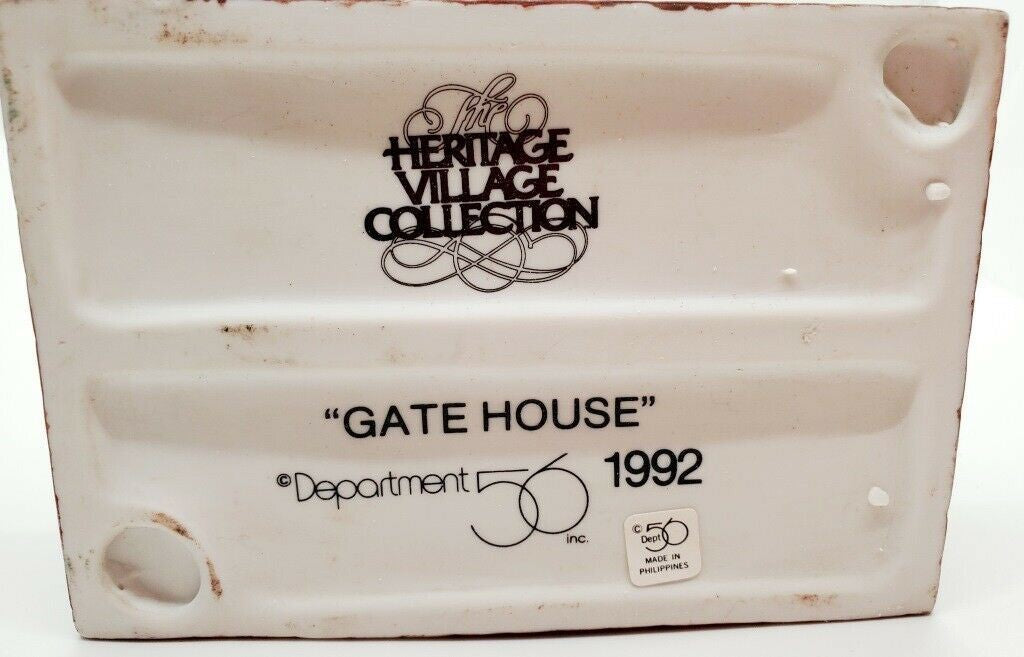 The
HERITAGE
VILLAGE
COLLECTION
“GATE HOUSE”
©Department 56 inc. 1992
© Dept 56
MADE IN
PHILIPPINES